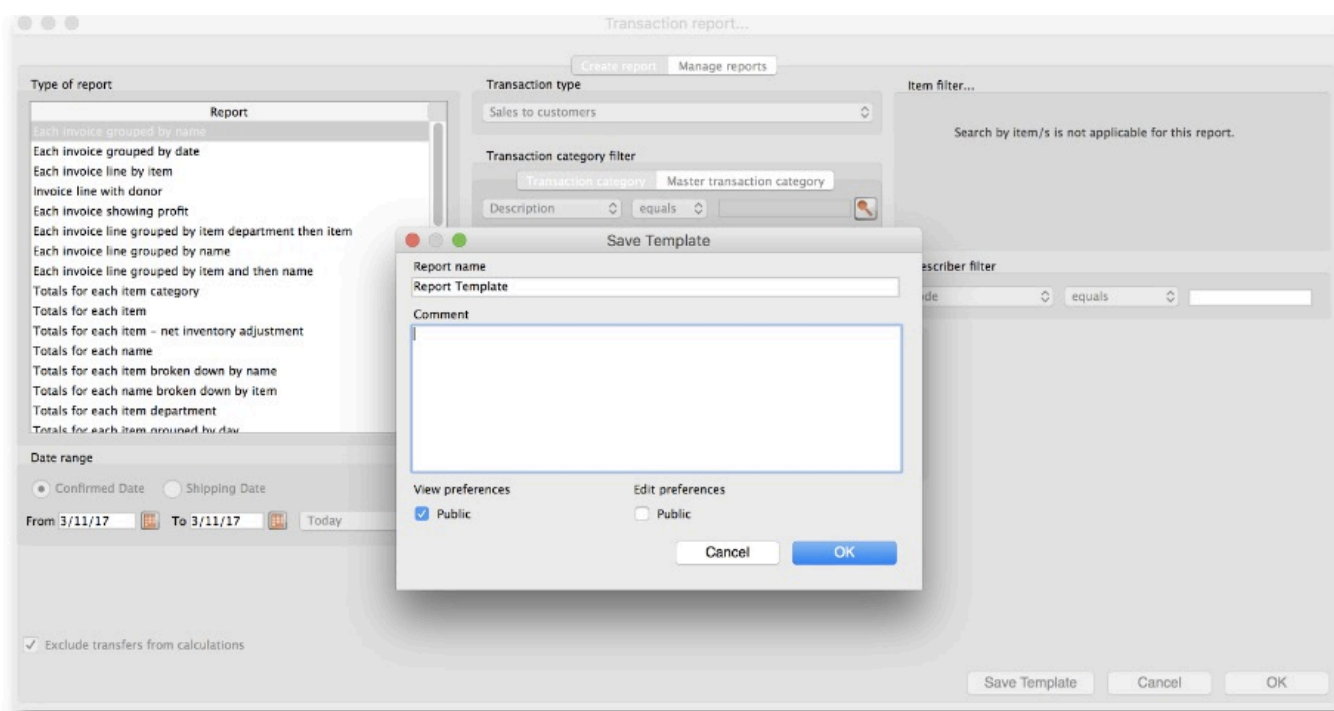 Transaction report...
Create report Manage reports
Type of report
Report
Each invoice grouped by name
Each invoice grouped by date
Each invoice line by item
Invoice line with donor
Each invoice showing profit
Each invoice line grouped by item department then item
Each invoice line grouped by name
Each invoice line grouped by item and then name
Totals for each item category
Totals for each item
Totals for each item - net inventory adjustment
Totals for each name
Totals for each item broken down by name
Totals for each name broken down by item
Totals for each item department
Totals for each item grouped by day
Date range
Confirmed Date Shipping Date
From 3/11/17 To 3/11/17 Today
Exclude transfers from calculations
Transaction type
Sales to customers
Transaction category filter
Transaction category Master transaction category
Description equals
Item filter...
Search by item/s is not applicable for this report.
escriber filter
de equals
Save Template
Report name
Report Template
Comment
View preferences Edit preferences
Public Public
Cancel OK
Save Template Cancel OK